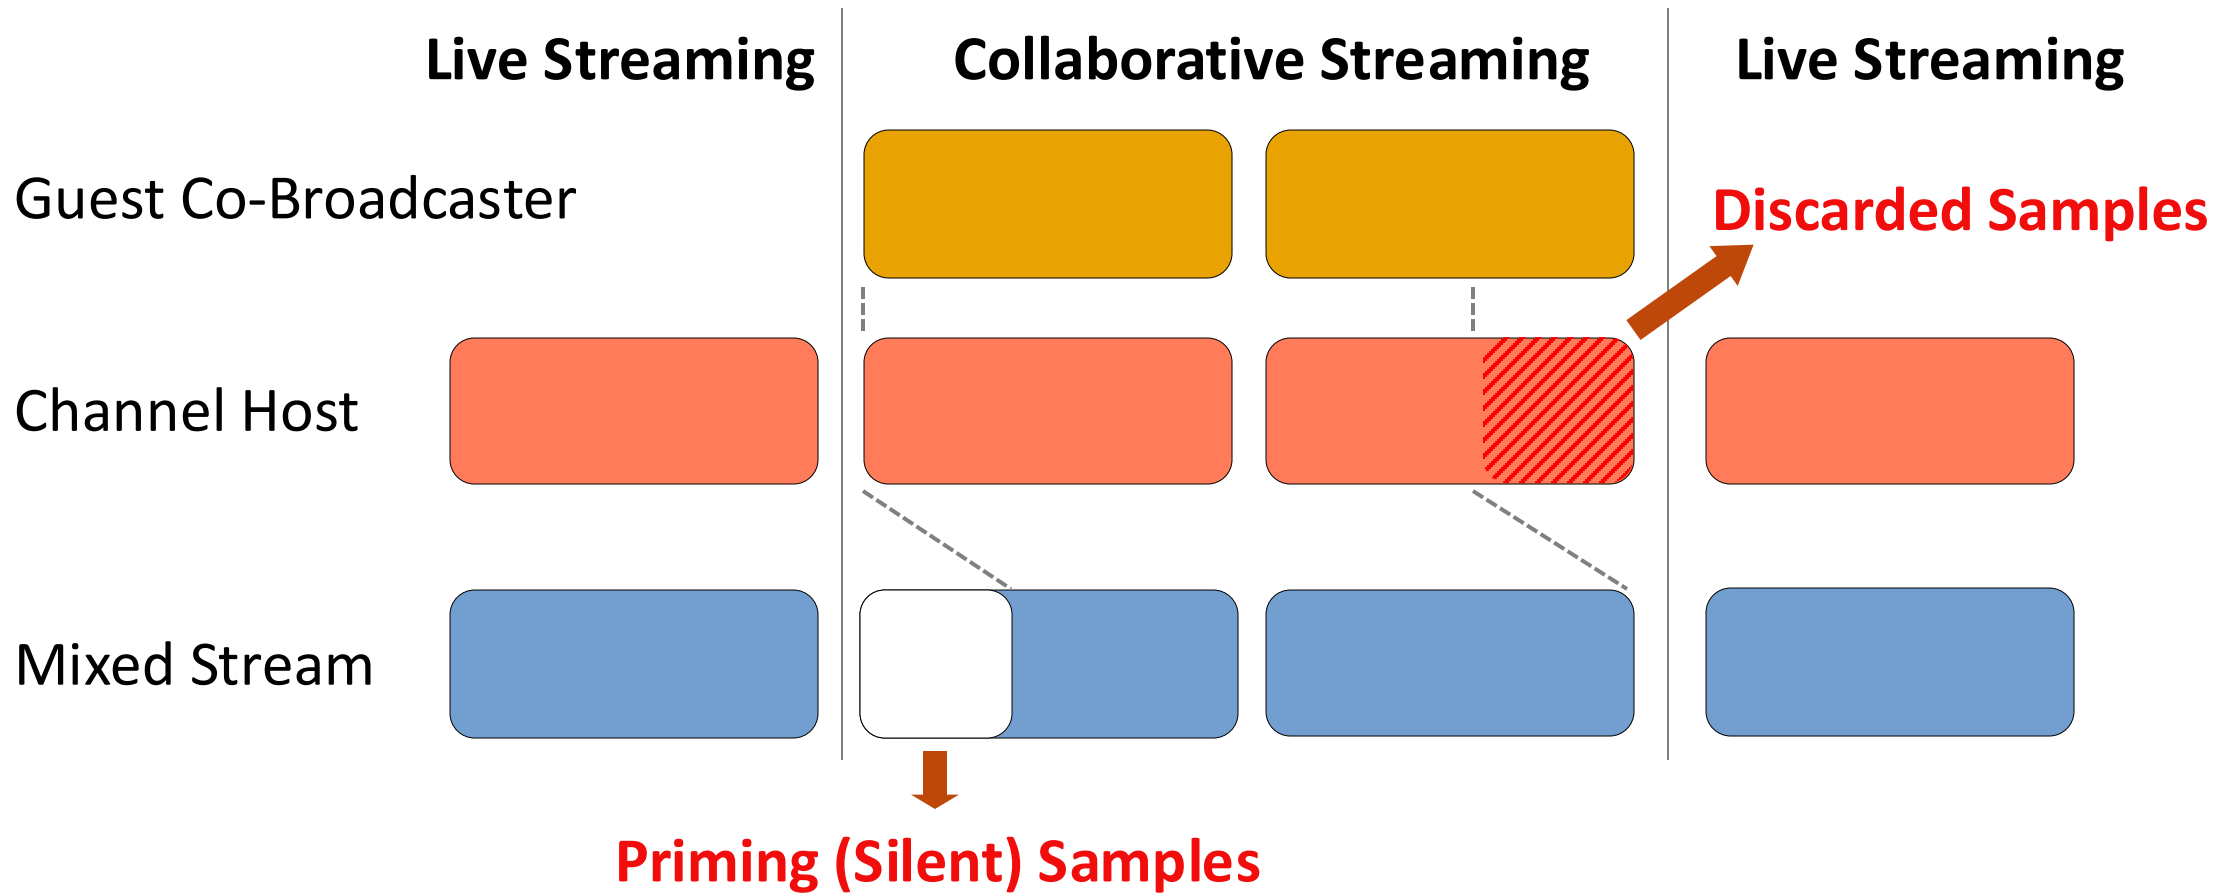 Live Streaming
Collaborative Streaming
Live Streaming
Guest Co-Broadcaster
Discarded Samples
Channel Host
Mixed Stream
Priming (Silent) Samples